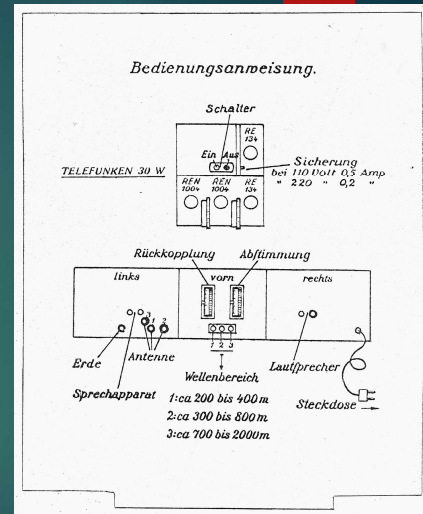 Bedienungsanweisung.
Schalter
Ein Aus
RE
134
TELEFUNKEN 30 W
Sicherung
bei 110 Volt 0,5 Amp
" 220 " 0,2 "
REN
1004
REN
1004
RE
134
Rückkopplung
Abstimmung
links
vorn
rechts
3
1
2
1 2 3
Erde
Antenne
Sprechapparat
Wellenbereich
Lautsprecher
Steckdose
1: ca 200 bis 400 m
2: ca 300 bis 800 m
3: ca 700 bis 2000 m